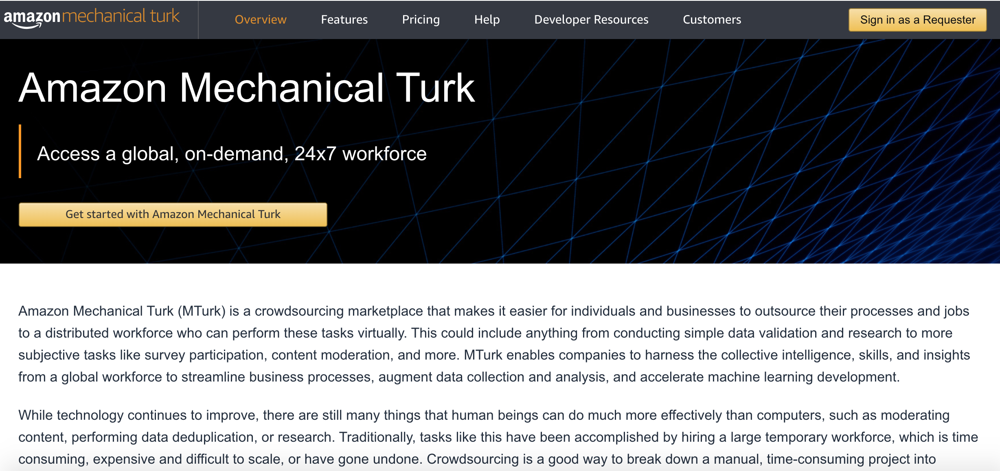 amazon mechanical turk
Overview
Features
Pricing
Help
Developer Resources
Customers
Sign in as a Requester
Amazon Mechanical Turk
Access a global, on-demand, 24x7 workforce
Get started with Amazon Mechanical Turk
Amazon Mechanical Turk (MTurk) is a crowdsourcing marketplace that makes it easier for individuals and businesses to outsource their processes and jobs
to a distributed workforce who can perform these tasks virtually. This could include anything from conducting simple data validation and research to more
subjective tasks like survey participation, content moderation, and more. MTurk enables companies to harness the collective intelligence, skills, and insights
from a global workforce to streamline business processes, augment data collection and analysis, and accelerate machine learning development.
While technology continues to improve, there are still many things that human beings can do much more effectively than computers, such as moderating
content, performing data deduplication, or research. Traditionally, tasks like this have been accomplished by hiring a large temporary workforce, which is time
consuming, expensive and difficult to scale, or have gone undone. Crowdsourcing is a good way to break down a manual, time-consuming project into